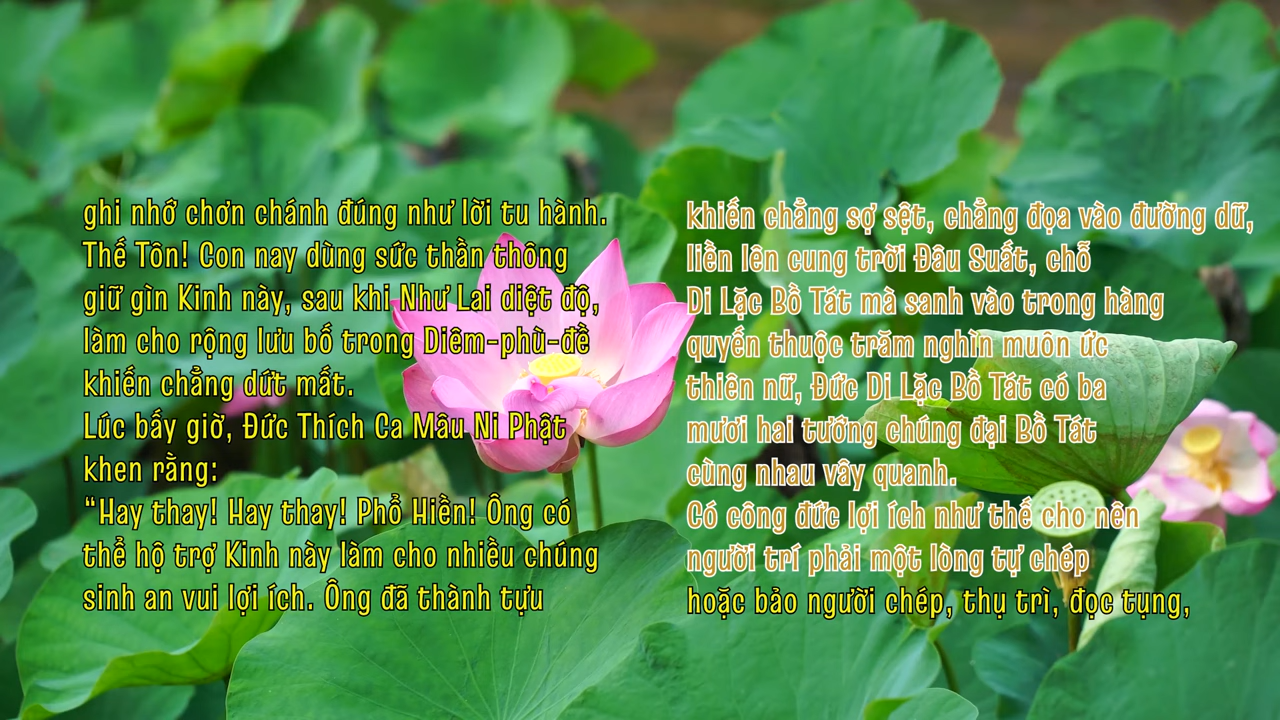 ghi nhớ chơn chánh đúng như lời tu hành.
Thế Tôn! Con nay dùng sức thần thông
giữ gìn Kinh này, sau khi Như Lai diệt độ,
làm cho rộng lưu bố trong Diêm-phù-đề
khiến chẳng dứt mất.
Lúc bấy giờ, Đức Thích Ca Mâu Ni Phật
khen rằng:
“Hay thay! Hay thay! Phổ Hiền! Ông có
thể hộ trợ Kinh này làm cho nhiều chúng
sinh an vui lợi ích. Ông đã thành tựu
khiến chẳng sợ sệt, chẳng đọa vào đường dữ,
liền lên cung trời Đâu Suất, chỗ
Di Lặc Bồ Tát mà sanh vào trong hàng
quyến thuộc trăm nghìn muôn ức
thiên nữ, Đức Di Lặc Bồ Tát có ba
mươi hai tướng chúng đại Bồ Tát
cùng nhau vây quanh.
Có công đức lợi ích như thế cho nên
người trí phải một lòng tự chép
hoặc bảo người chép, thụ trì, đọc tụng,